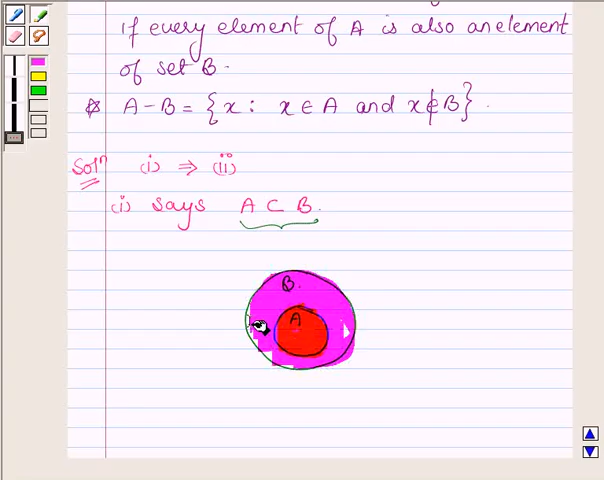 if every element of A is also an element
of set B.
* A - B = {x : x ∈ A and x ∉ B}.
Solⁿ (i) ⇒ (ii)
(i) says A ⊂ B.
B.
A